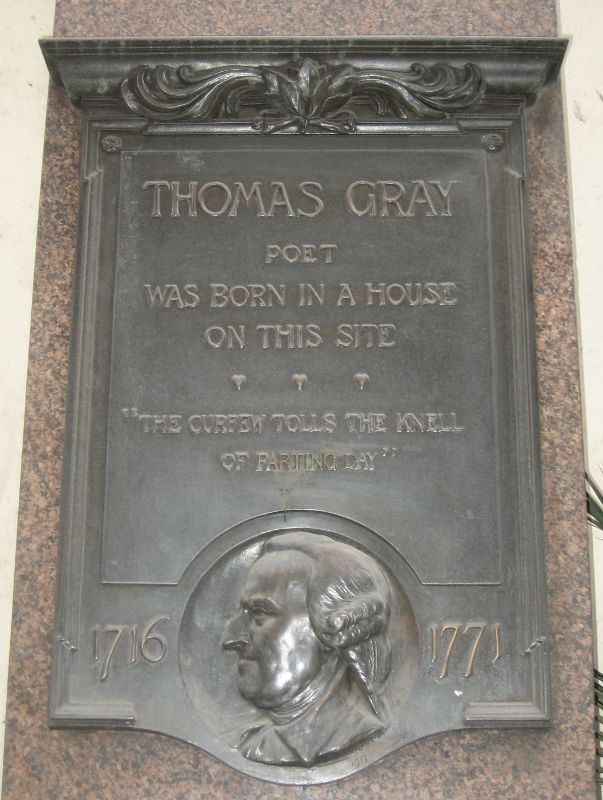 THOMAS GRAY
POET
WAS BORN IN A HOUSE
ON THIS SITE
"THE CURFEW TOLLS THE KNELL
OF PARTING DAY"
1716 1771